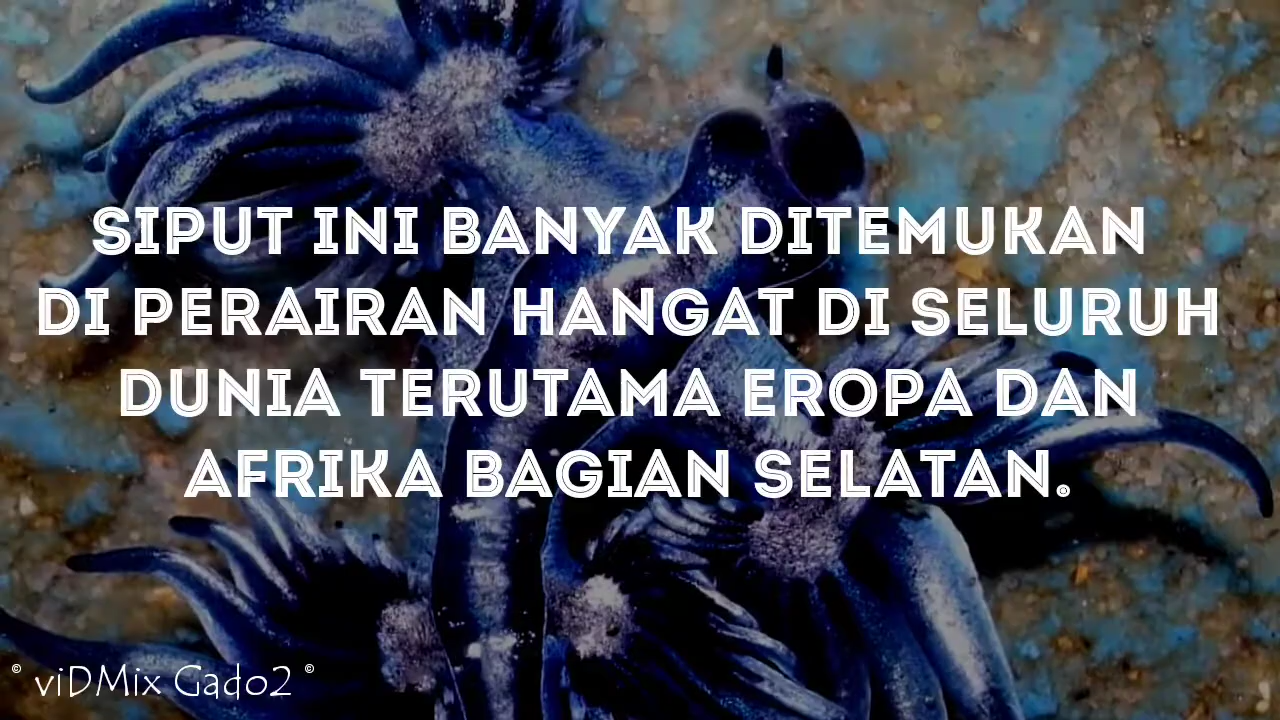 SIPUT INI BANYAK DITEMUKAN
DI PERAIRAN HANGAT DI SELURUH
DUNIA TERUTAMA EROPA DAN
AFRIKA BAGIAN SELATAN.
© viDMix Gado2 ©